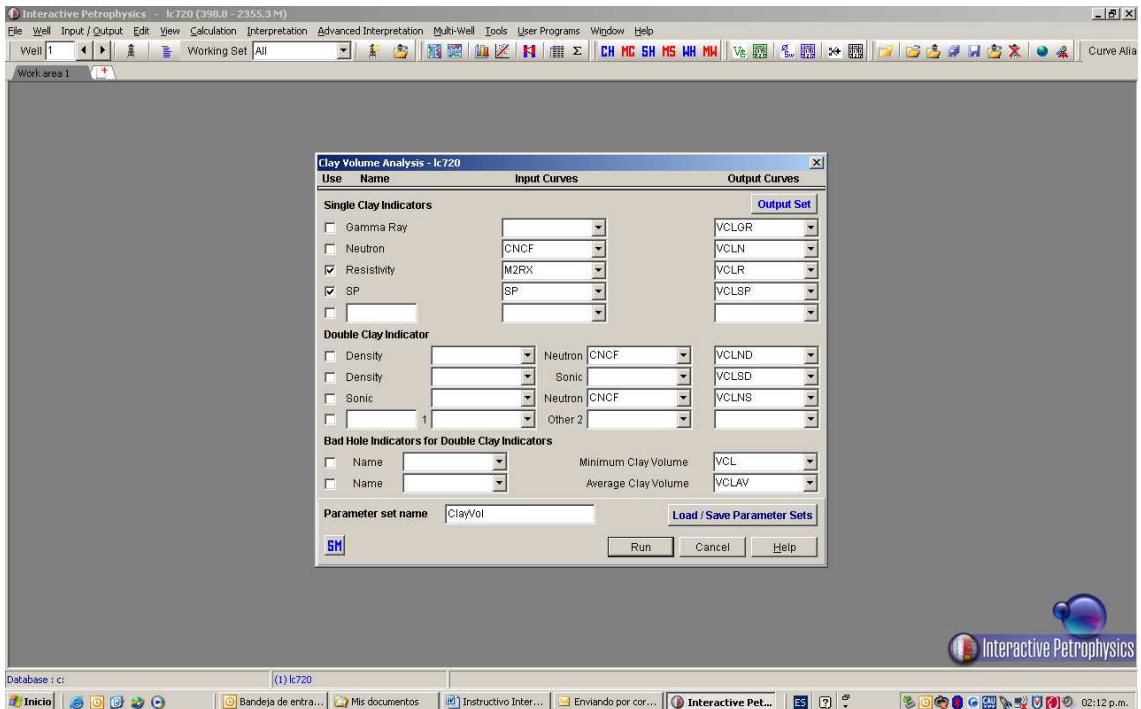 Interactive Petrophysics - lc720 (398.8 - 2355.3 M)
File Well Input / Output Edit View Calculation Interpretation Advanced Interpretation Multi-Well Tools User Programs Window Help
Well 1 Working Set All CH MC SH MS WH MW Curve Alia
Work area 1
Clay Volume Analysis - lc720
Use Name Input Curves Output Curves
Single Clay Indicators Output Set
Gamma Ray VCLGR
Neutron CNCF VCLN
Resistivity M2RX VCLR
SP SP VCLSP
Double Clay Indicator
Density Neutron CNCF VCLND
Density Sonic VCLSD
Sonic Neutron CNCF VCLNS
1 Other 2
Bad Hole Indicators for Double Clay Indicators
Name Minimum Clay Volume VCL
Name Average Clay Volume VCLAV
Parameter set name ClayVol Load / Save Parameter Sets
SM Run Cancel Help
Interactive Petrophysics
Database : c: (1) lc720
Inicio Bandeja de entra... Mis documentos Instructivo Inter... Enviando por cor... Interactive Pet... ES 02:12 p.m.